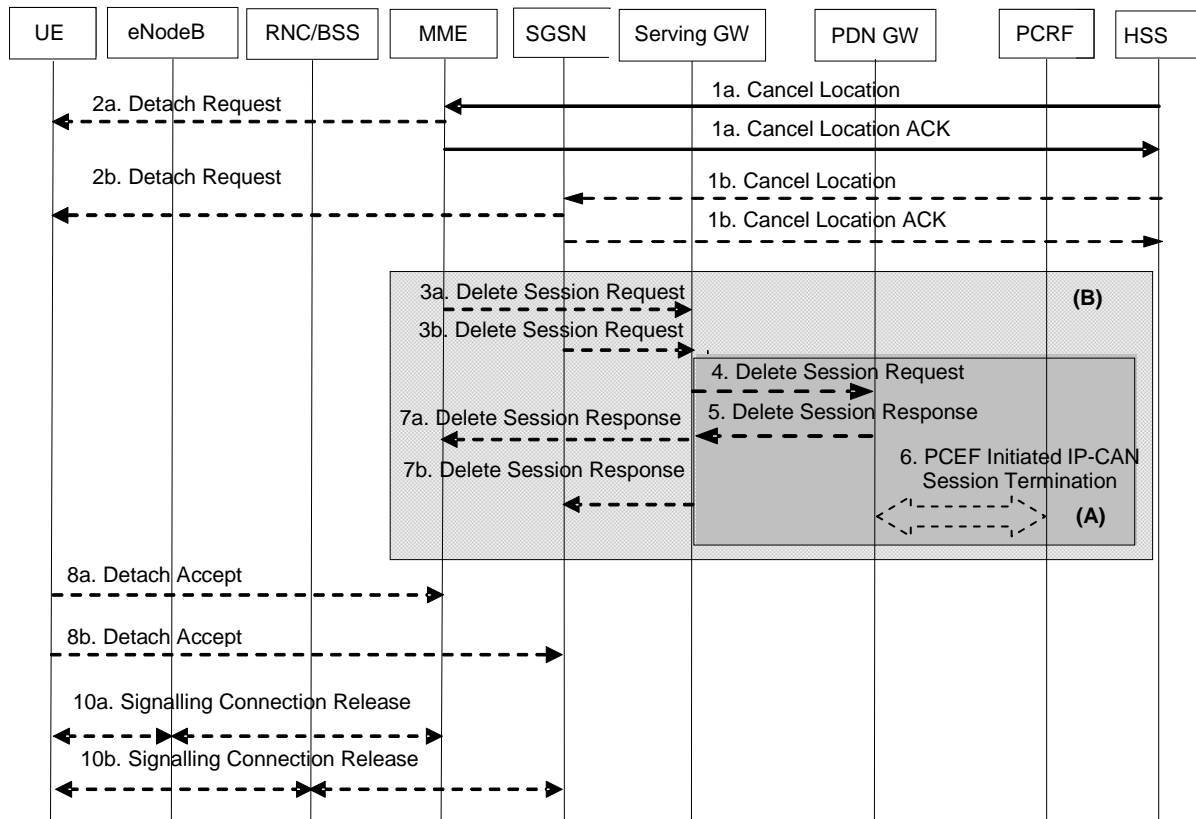 UE
eNodeB
RNC/BSS
MME
SGSN
Serving GW
PDN GW
PCRF
HSS
2a. Detach Request
1a. Cancel Location
1a. Cancel Location ACK
2b. Detach Request
1b. Cancel Location
1b. Cancel Location ACK
3a. Delete Session Request
(B)
3b. Delete Session Request
4. Delete Session Request
7a. Delete Session Response
5. Delete Session Response
7b. Delete Session Response
6. PCEF Initiated IP-CAN
Session Termination
(A)
8a. Detach Accept
8b. Detach Accept
10a. Signalling Connection Release
10b. Signalling Connection Release